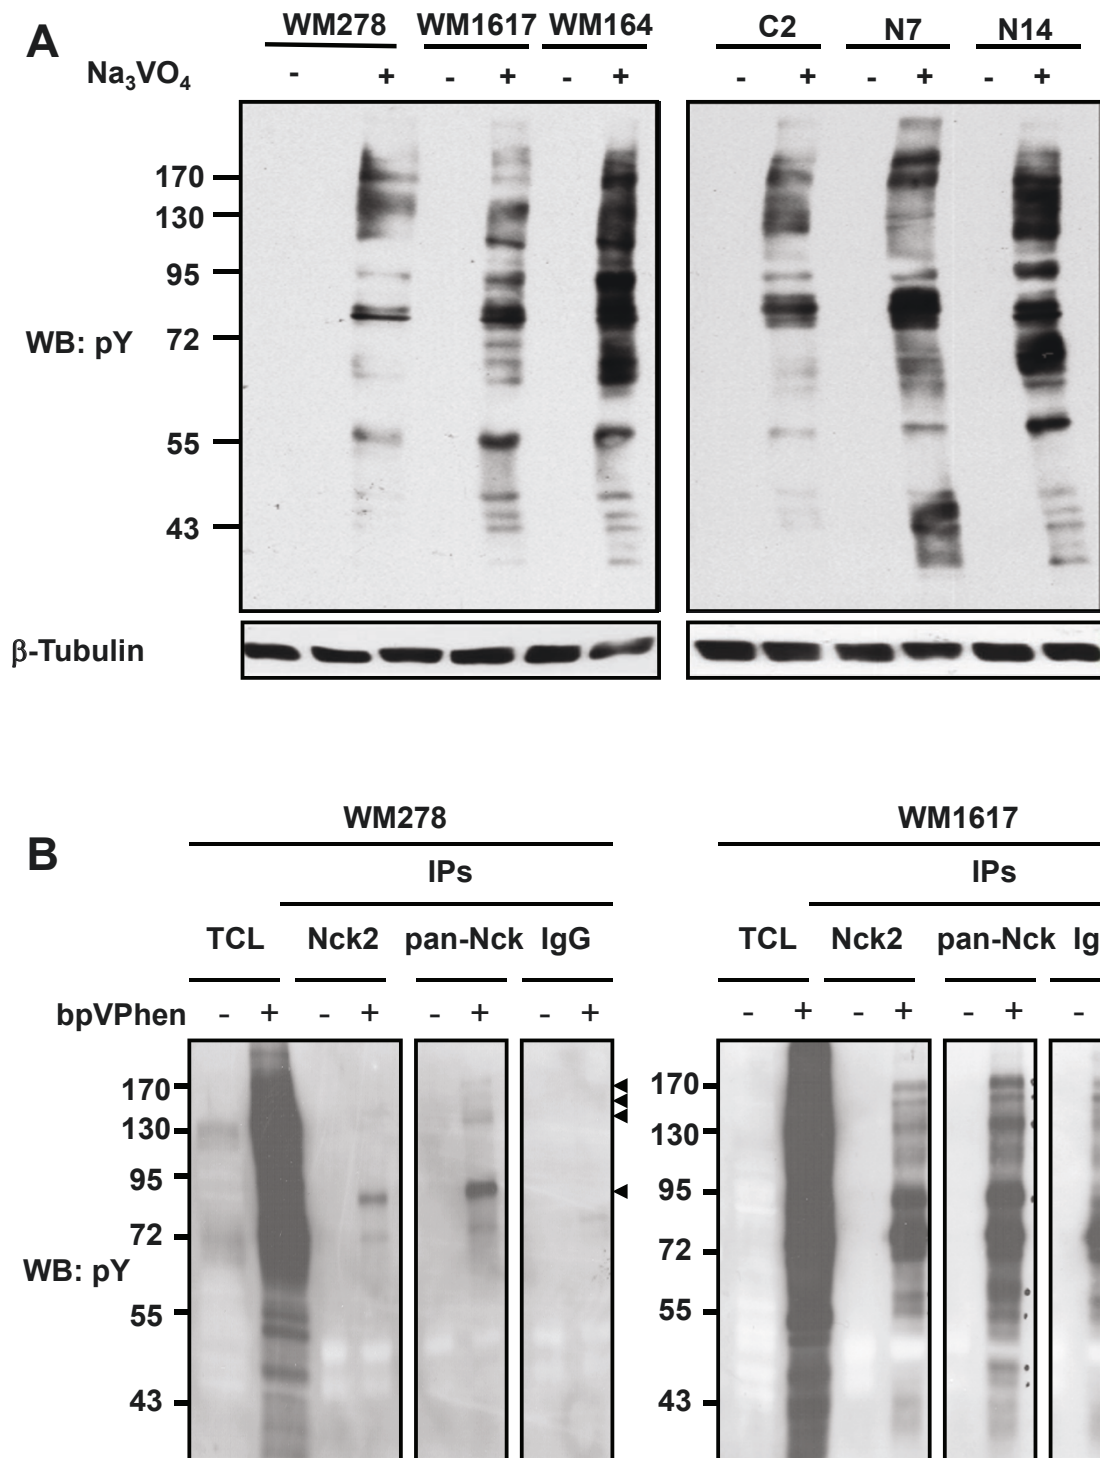 A
WM278 WM1617 WM164 C2 N7 N14
Na3VO4 - + - + - + - + - + - +
170
130
95
WB: pY
72
55
43
β-Tubulin
B
WM278 WM1617
IPs IPs
TCL Nck2 pan-Nck IgG TCL Nck2 pan-Nck Ig
bpVPhen - + - + - + - + - + - + - + -
170 170
130 130
95 95
72 72
WB: pY
55 55
43 43